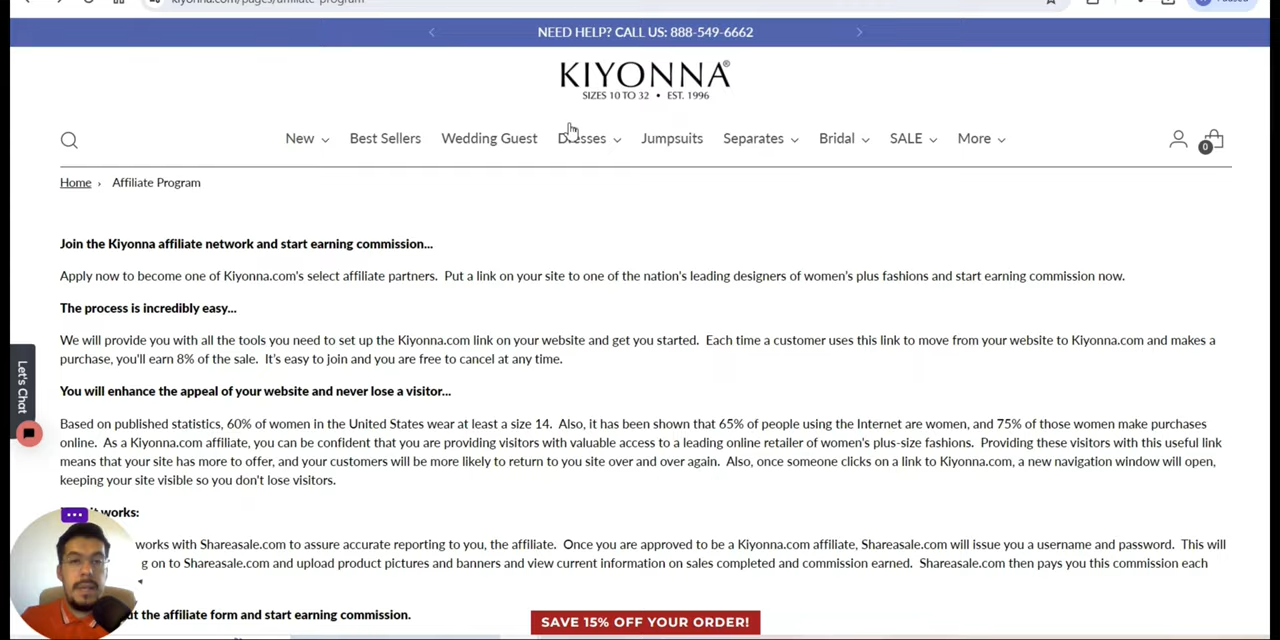 kiyonna.com/pages/affiliate-program
Paused
NEED HELP? CALL US: 888-549-6662
KIYONNA®
SIZES 10 TO 32 • EST. 1996
New Best Sellers Wedding Guest Dresses Jumpsuits Separates Bridal SALE More
0
Home › Affiliate Program
Join the Kiyonna affiliate network and start earning commission...
Apply now to become one of Kiyonna.com's select affiliate partners. Put a link on your site to one of the nation's leading designers of women's plus fashions and start earning commission now.
The process is incredibly easy...
We will provide you with all the tools you need to set up the Kiyonna.com link on your website and get you started. Each time a customer uses this link to move from your website to Kiyonna.com and makes a
purchase, you'll earn 8% of the sale. It's easy to join and you are free to cancel at any time.
You will enhance the appeal of your website and never lose a visitor...
Let's Chat
Based on published statistics, 60% of women in the United States wear at least a size 14. Also, it has been shown that 65% of people using the Internet are women, and 75% of those women make purchases
online. As a Kiyonna.com affiliate, you can be confident that you are providing visitors with valuable access to a leading online retailer of women's plus-size fashions. Providing these visitors with this useful link
means that your site has more to offer, and your customers will be more likely to return to you site over and over again. Also, once someone clicks on a link to Kiyonna.com, a new navigation window will open,
keeping your site visible so you don't lose visitors.
it works:
works with Shareasale.com to assure accurate reporting to you, the affiliate. Once you are approved to be a Kiyonna.com affiliate, Shareasale.com will issue you a username and password. This will
g on to Shareasale.com and upload product pictures and banners and view current information on sales completed and commission earned. Shareasale.com then pays you this commission each
the affiliate form and start earning commission.
SAVE 15% OFF YOUR ORDER!